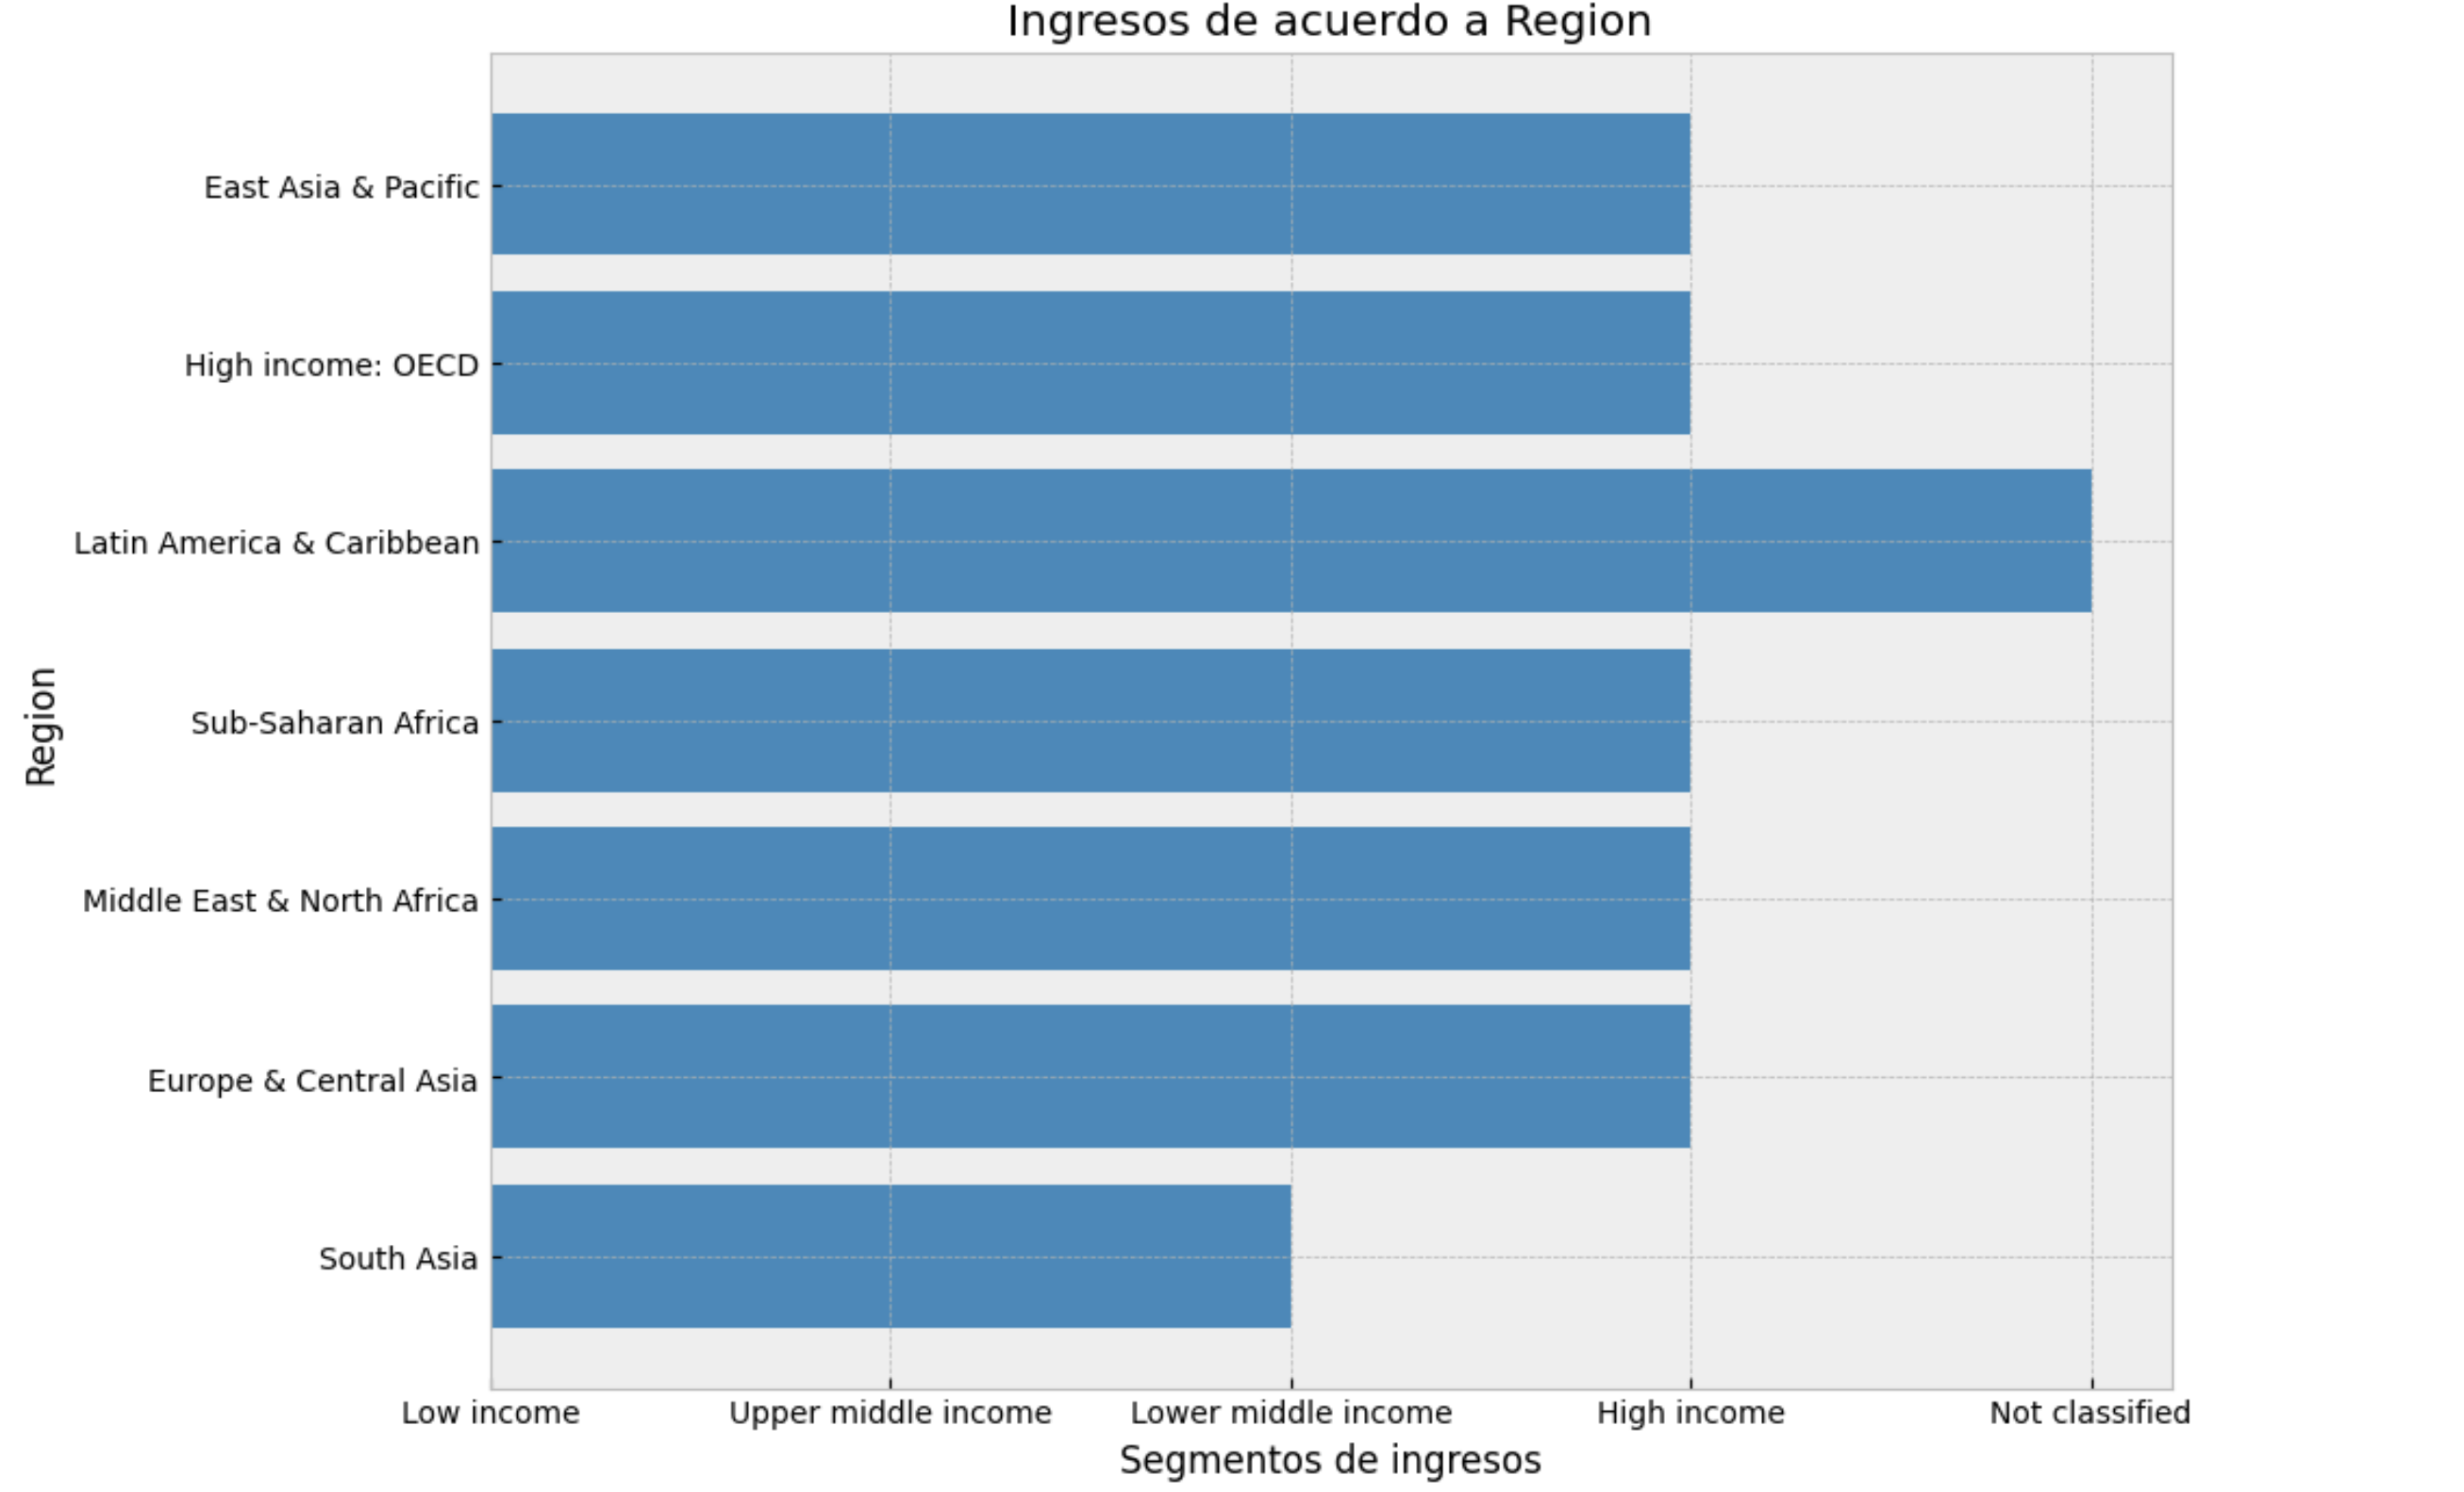 Ingresos de acuerdo a Region
East Asia & Pacific
High income: OECD
Latin America & Caribbean
Sub-Saharan Africa
Middle East & North Africa
Europe & Central Asia
South Asia
Region
Low income
Upper middle income
Lower middle income
High income
Not classified
Segmentos de ingresos